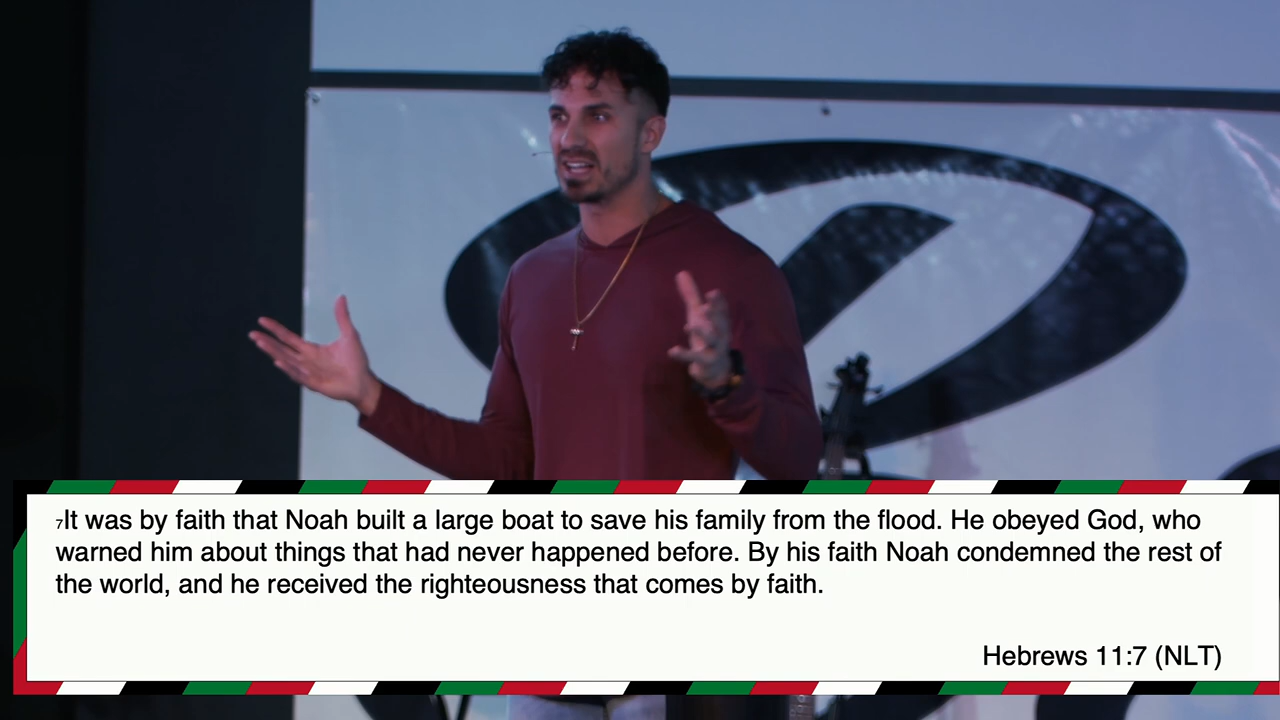 7It was by faith that Noah built a large boat to save his family from the flood. He obeyed God, who
warned him about things that had never happened before. By his faith Noah condemned the rest of
the world, and he received the righteousness that comes by faith.
Hebrews 11:7 (NLT)